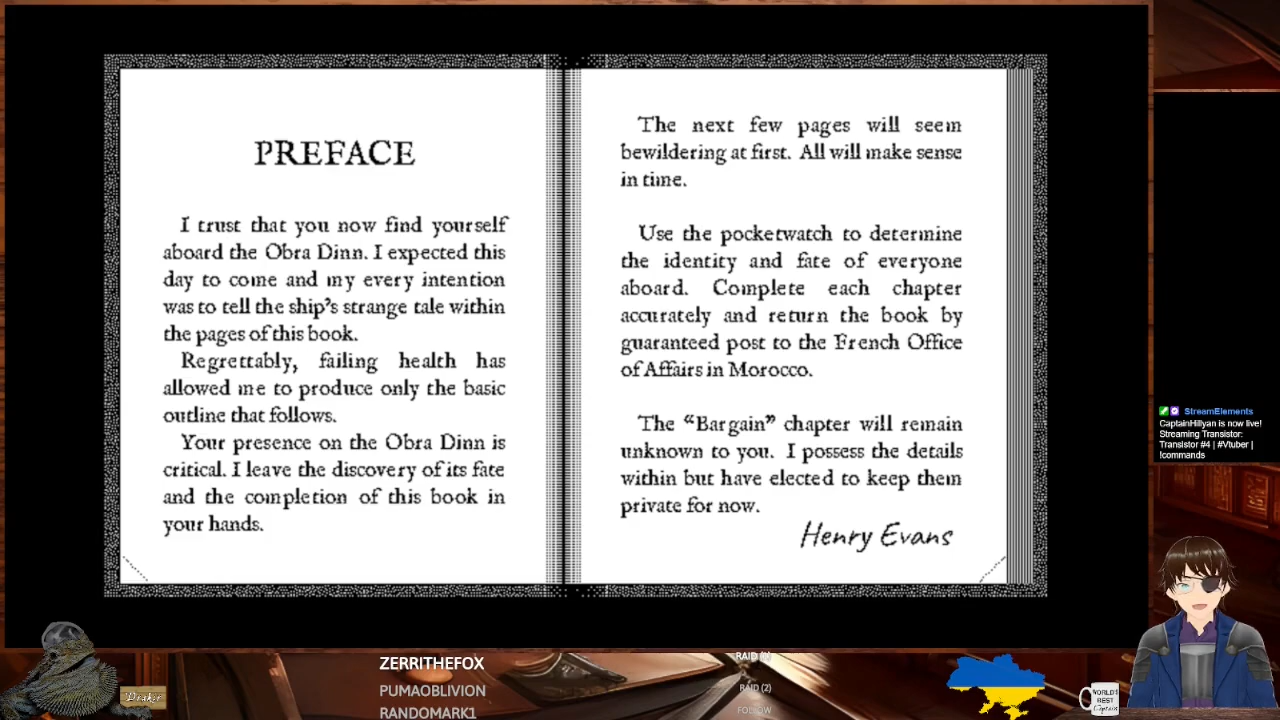 PREFACE
I trust that you now find yourself
aboard the Obra Dinn. I expected this
day to come and my every intention
was to tell the ship's strange tale within
the pages of this book.
Regrettably, failing health has
allowed me to produce only the basic
outline that follows.
Your presence on the Obra Dinn is
critical. I leave the discovery of its fate
and the completion of this book in
your hands.
The next few pages will seem
bewildering at first. All will make sense
in time.
Use the pocketwatch to determine
the identity and fate of everyone
aboard. Complete each chapter
accurately and return the book by
guaranteed post to the French Office
of Affairs in Morocco.
The “Bargain” chapter will remain
unknown to you. I possess the details
within but have elected to keep them
private for now.
Henry Evans
StreamElements
CaptainHillyan is now live!
Streaming Transistor:
Transistor #4 | #Vtuber |
!commands
Drake
ZERRITHEFOX
PUMAOBLIVION
RANDOMARK1
RAID (2)
FOLLOW
WORLD'S
BEST
Captain